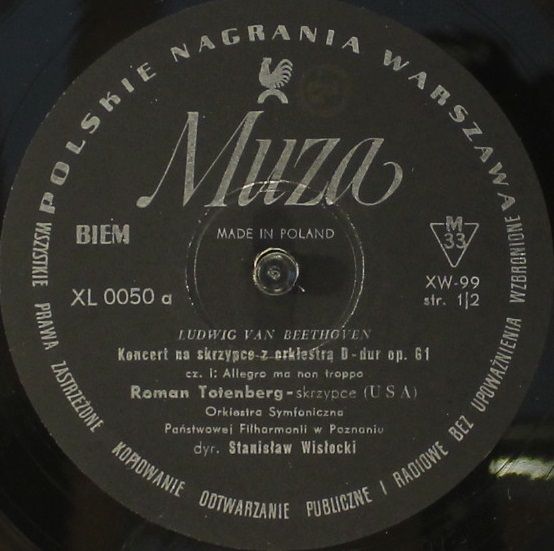 POLSKIE NAGRANIA WARSZAWA
Muza
MADE IN POLAND
BIEM
M
33
XL 0050 a
XW-99
str. 1/2
LUDWIG VAN BEETHOVEN
Koncert na skrzypce z orkiestrą D-dur op. 61
cz. I: Allegro ma non troppo
Roman Totenberg - skrzypce (USA)
Orkiestra Symfoniczna
Państwowej Filharmonii w Poznaniu
dyr. Stanisław Wisłocki
WSZYSTKIE PRAWA ZASTRZEŻONE KOPIOWANIE ODTWARZANIE PUBLICZNE I RADIOWE BEZ UPOWAŻNIENIA WZBRONIONE